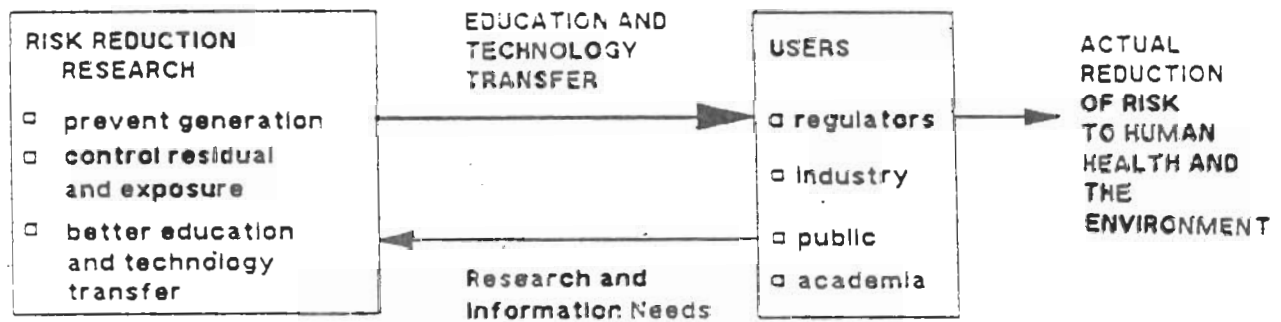 RISK REDUCTION
RESEARCH
□ prevent generation
□ control residual
and exposure
□ better education
and technology
transfer
EDUCATION AND
TECHNOLOGY
TRANSFER
Research and
Information Needs
USERS
□ regulators
□ industry
□ public
□ academia
ACTUAL
REDUCTION
OF RISK
TO HUMAN
HEALTH AND
THE
ENVIRONMENT